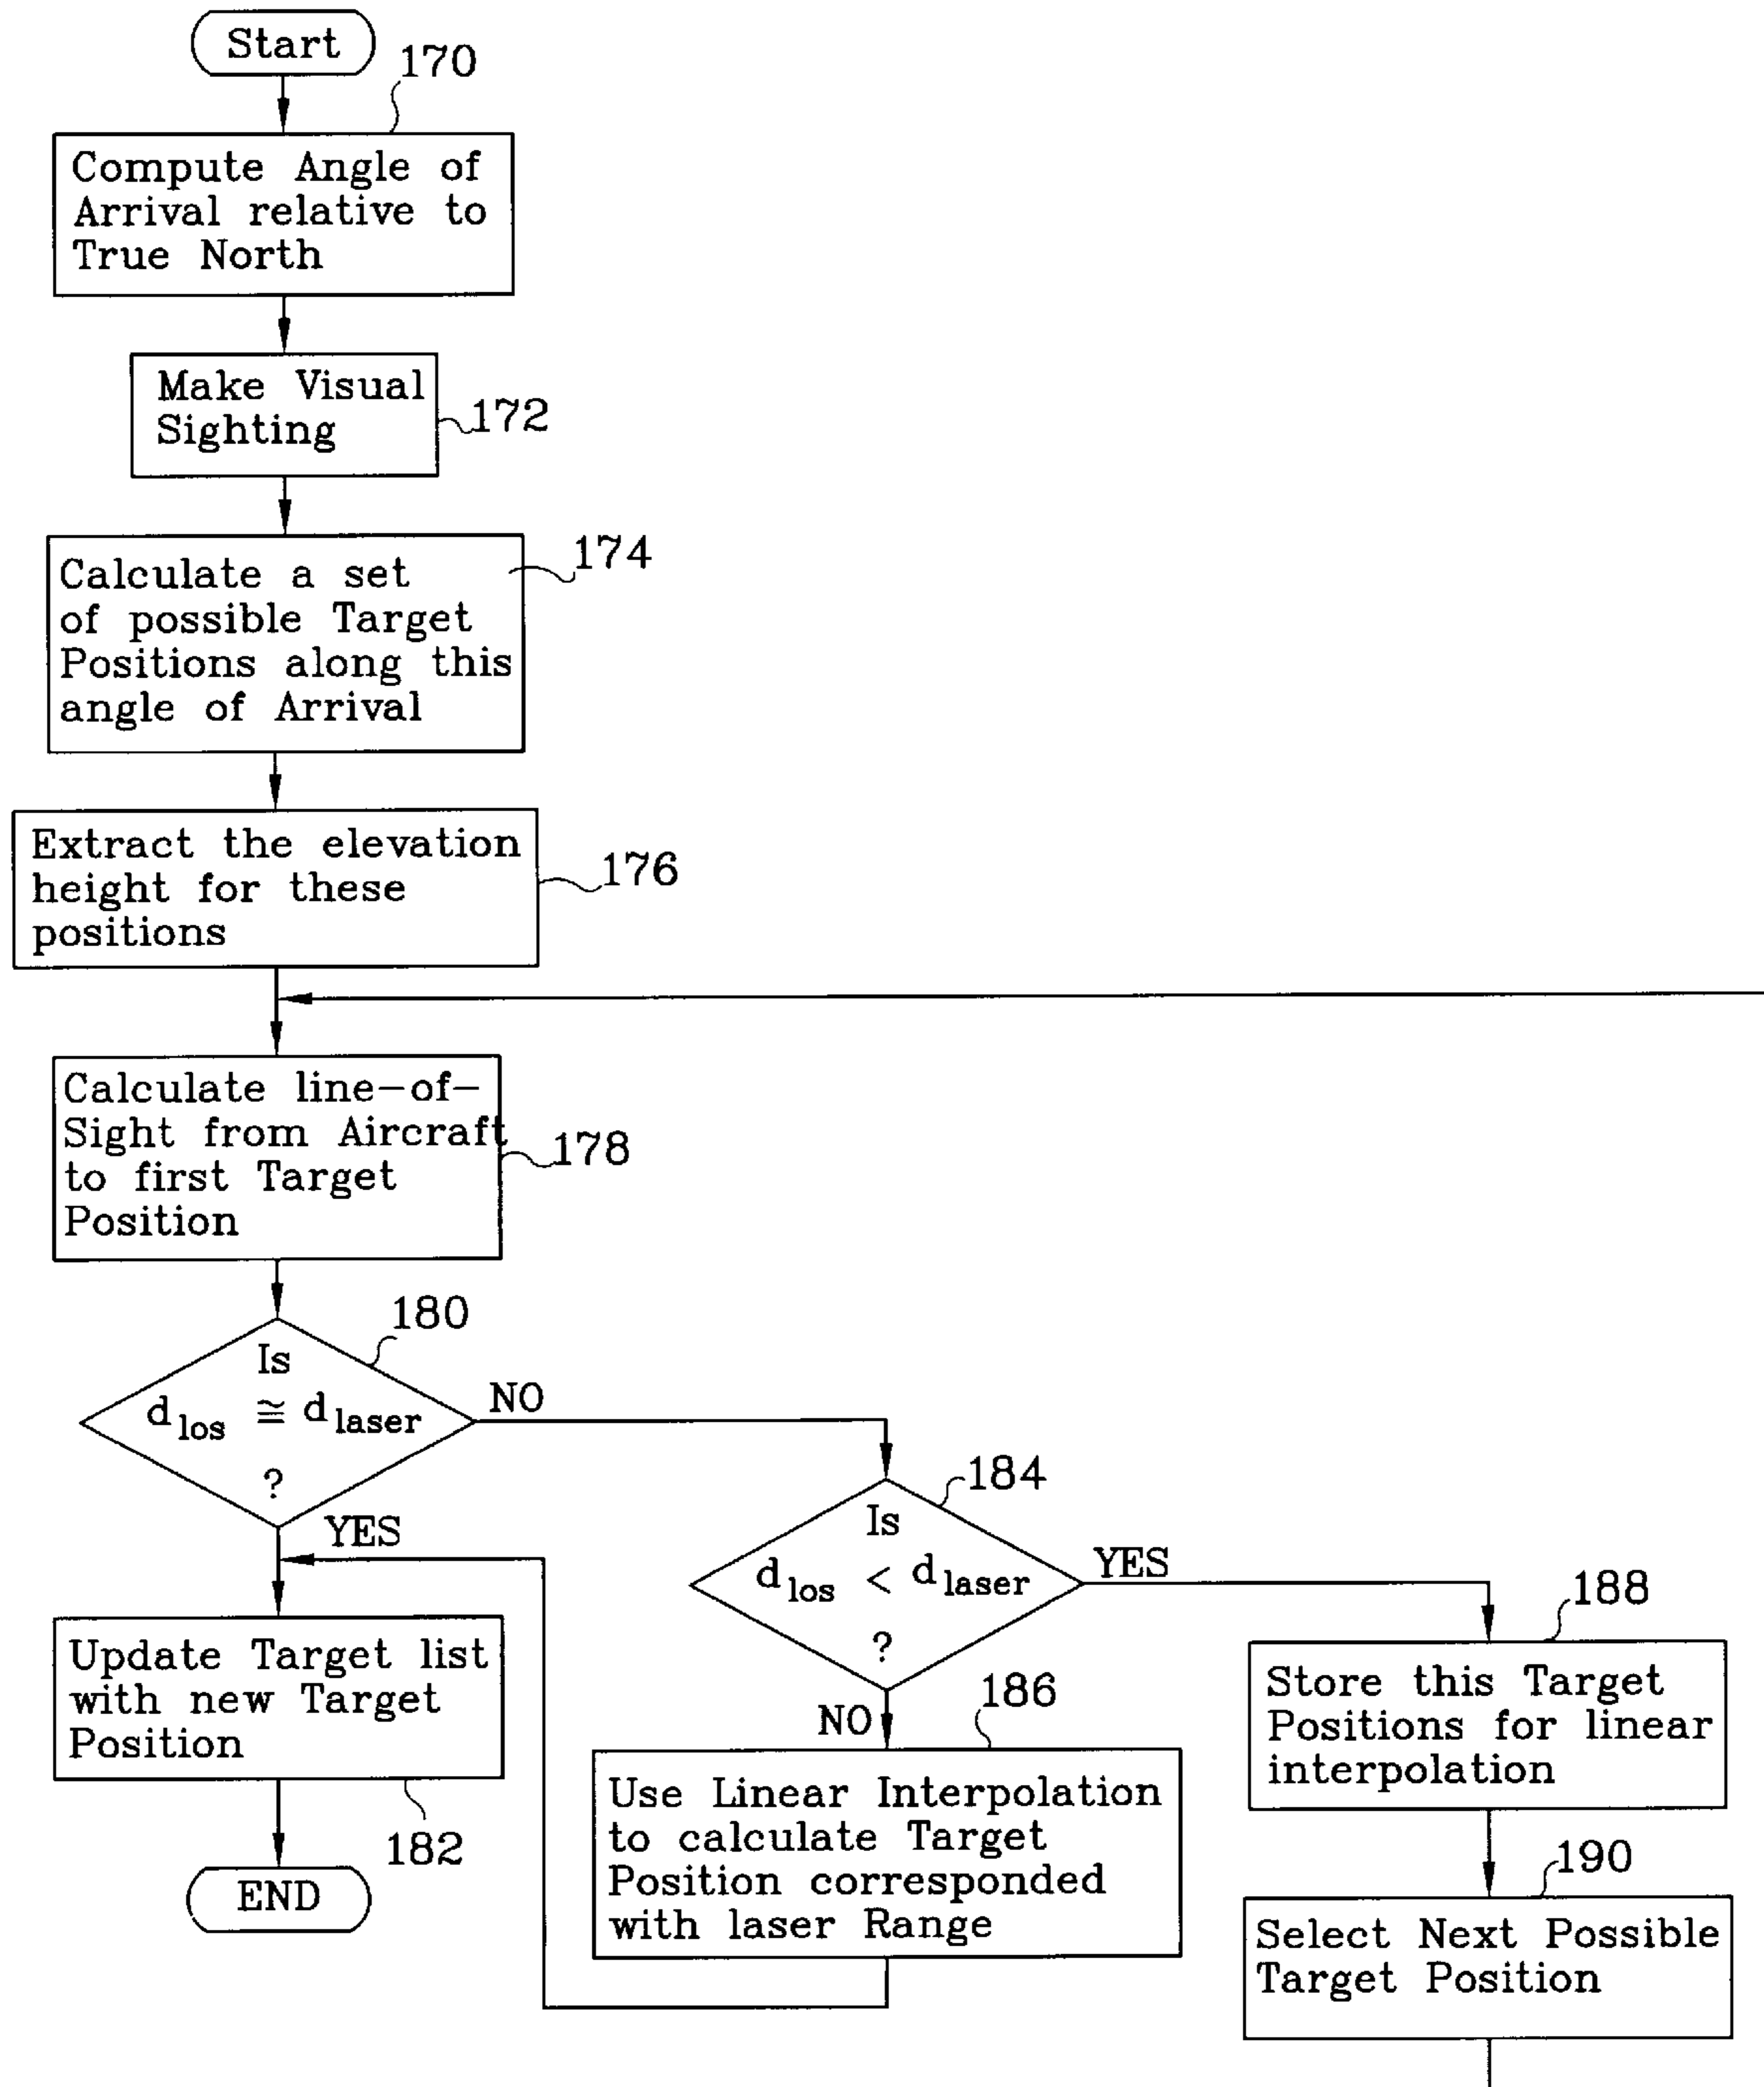 Start
170
Compute Angle of
Arrival relative to
True North
Make Visual
Sighting
172
174
Calculate a set
of possible Target
Positions along this
angle of Arrival
Extract the elevation
height for these
positions
176
Calculate line-of-
Sight from Aircraft
to first Target
Position
178
180
Is
d los ≅ d laser
?
NO
YES
184
Is
d los < d laser
?
YES
NO
188
Update Target list
with new Target
Position
182
END
186
Use Linear Interpolation
to calculate Target
Position corresponded
with laser Range
Store this Target
Positions for linear
interpolation
190
Select Next Possible
Target Position